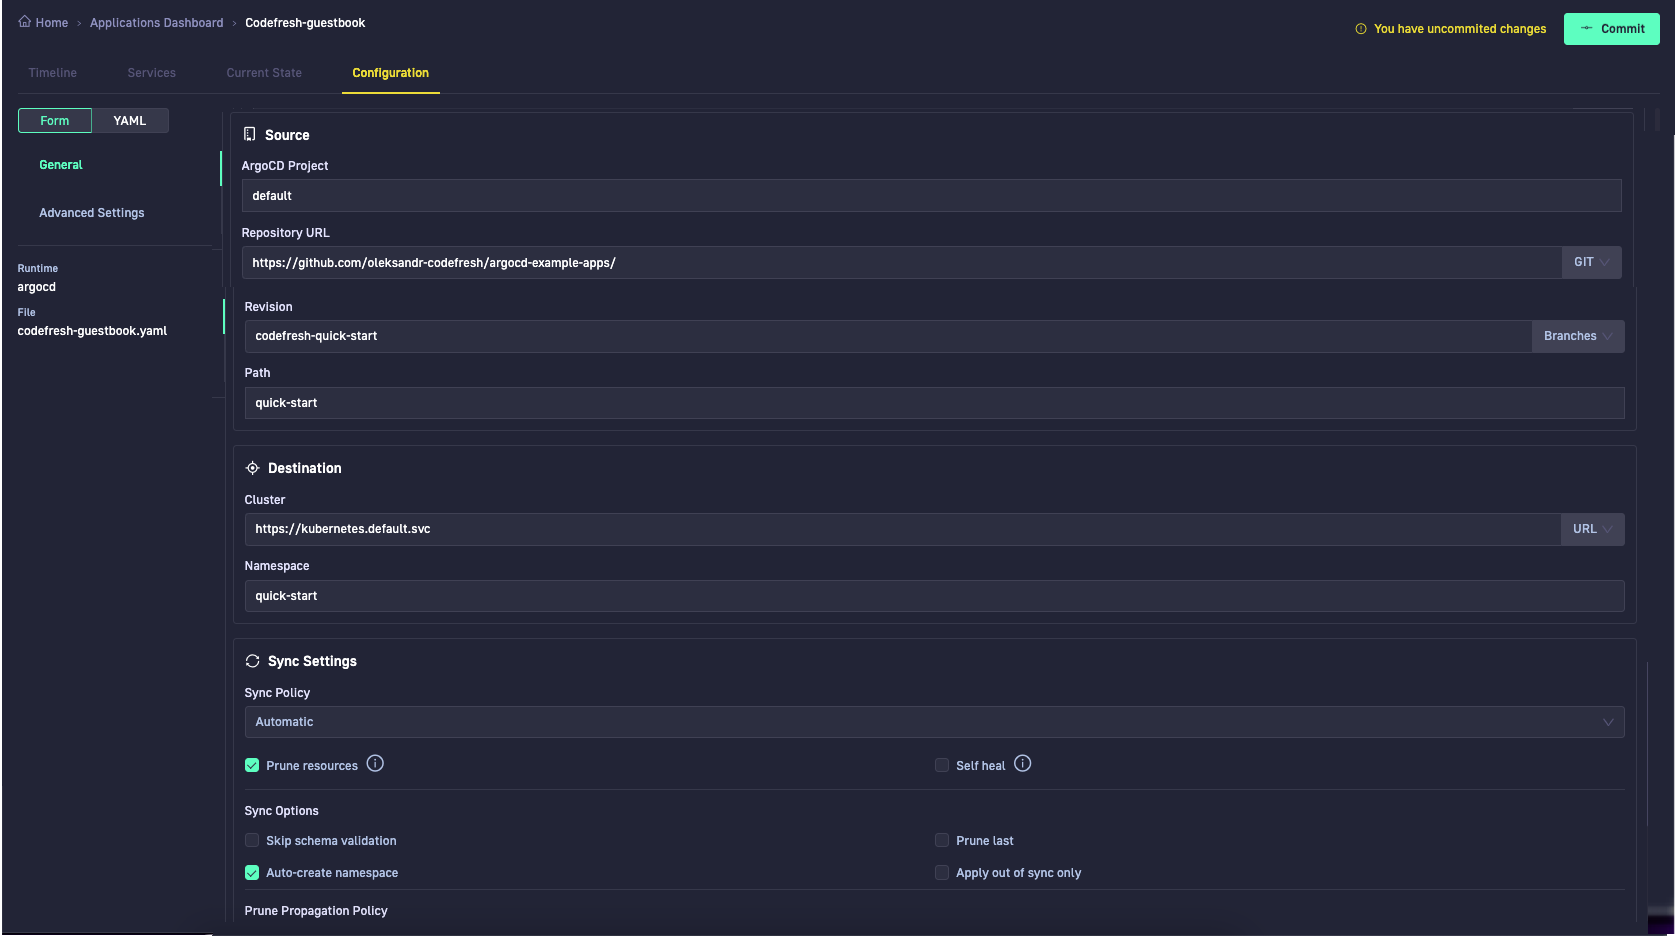 Home > Applications Dashboard > Codefresh-guestbook
You have uncommited changes
Commit
Timeline Services Current State Configuration
Form YAML
General
Advanced Settings
Runtime
argocd
File
codefresh-guestbook.yaml
Source
ArgoCD Project
default
Repository URL
https://github.com/oleksandr-codefresh/argocd-example-apps/ GIT
Revision
codefresh-quick-start Branches
Path
quick-start
Destination
Cluster
https://kubernetes.default.svc URL
Namespace
quick-start
Sync Settings
Sync Policy
Automatic
Prune resources Self heal
Sync Options
Skip schema validation Prune last
Auto-create namespace Apply out of sync only
Prune Propagation Policy